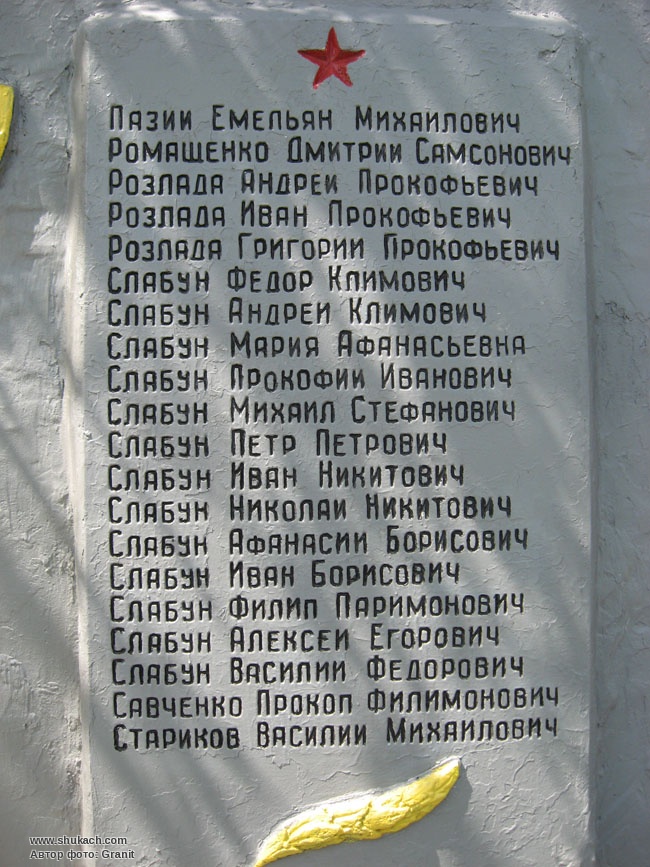 Пазии Емельян Михаилович
Ромащенко Дмитрии Самсонович
Розлада Андреи Прокофьевич
Розлада Иван Прокофьевич
Розлада Григории Прокофьевич
Слабун Федор Климович
Слабун Андреи Климович
Слабун Мария Афанасьевна
Слабун Прокофии Иванович
Слабун Михаил Стефанович
Слабун Петр Петрович
Слабун Иван Никитович
Слабун Николаи Никитович
Слабун Афанасии Борисович
Слабун Иван Борисович
Слабун Филип Паримонович
Слабун Алексеи Егорович
Слабун Василии Федорович
Савченко Прокоп Филимонович
Стариков Василии Михаилович
www.shukach.com
Автор фото: Granit